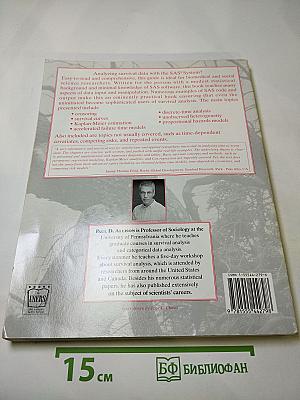 Analyzing survival data with the SAS System?
Easy-to-read and comprehensive, this guide is ideal for biomedical and social
science researchers. Written for the person with a modest statistical
background and minimal knowledge of SAS software, this book teaches many
aspects of data input and manipulation. Numerous examples of SAS code and
output make this an eminently practical book, ensuring that even the
uninitiated become sophisticated users of survival analysis. The main topics
presented include
• censoring
• survival curves
• Kaplan-Meier estimation
• accelerated failure time models
• discrete-time analysis
• unobserved heterogeneity
• proportional hazards models
Also included are topics not usually covered, such as time-dependent
covariates, competing risks, and repeated events.
PAUL D. ALLISON is Professor of Sociology at the
University of Pennsylvania where he teaches
graduate courses in survival analysis
and categorical data analysis.
Every summer he teaches a five-day workshop
about survival analysis, which is attended by
researchers from around the United States
and Canada. Besides his numerous statistical
papers, he has also published extensively
on the subject of scientists' careers.
USERS
15 см
БФ БИБЛИОФАН